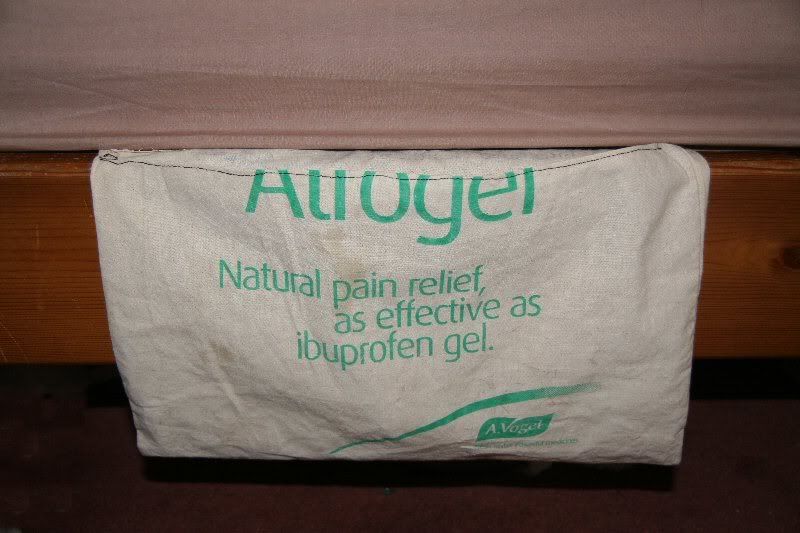 Atrogel
Natural pain relief,
as effective as
ibuprofen gel.
A.Vogel